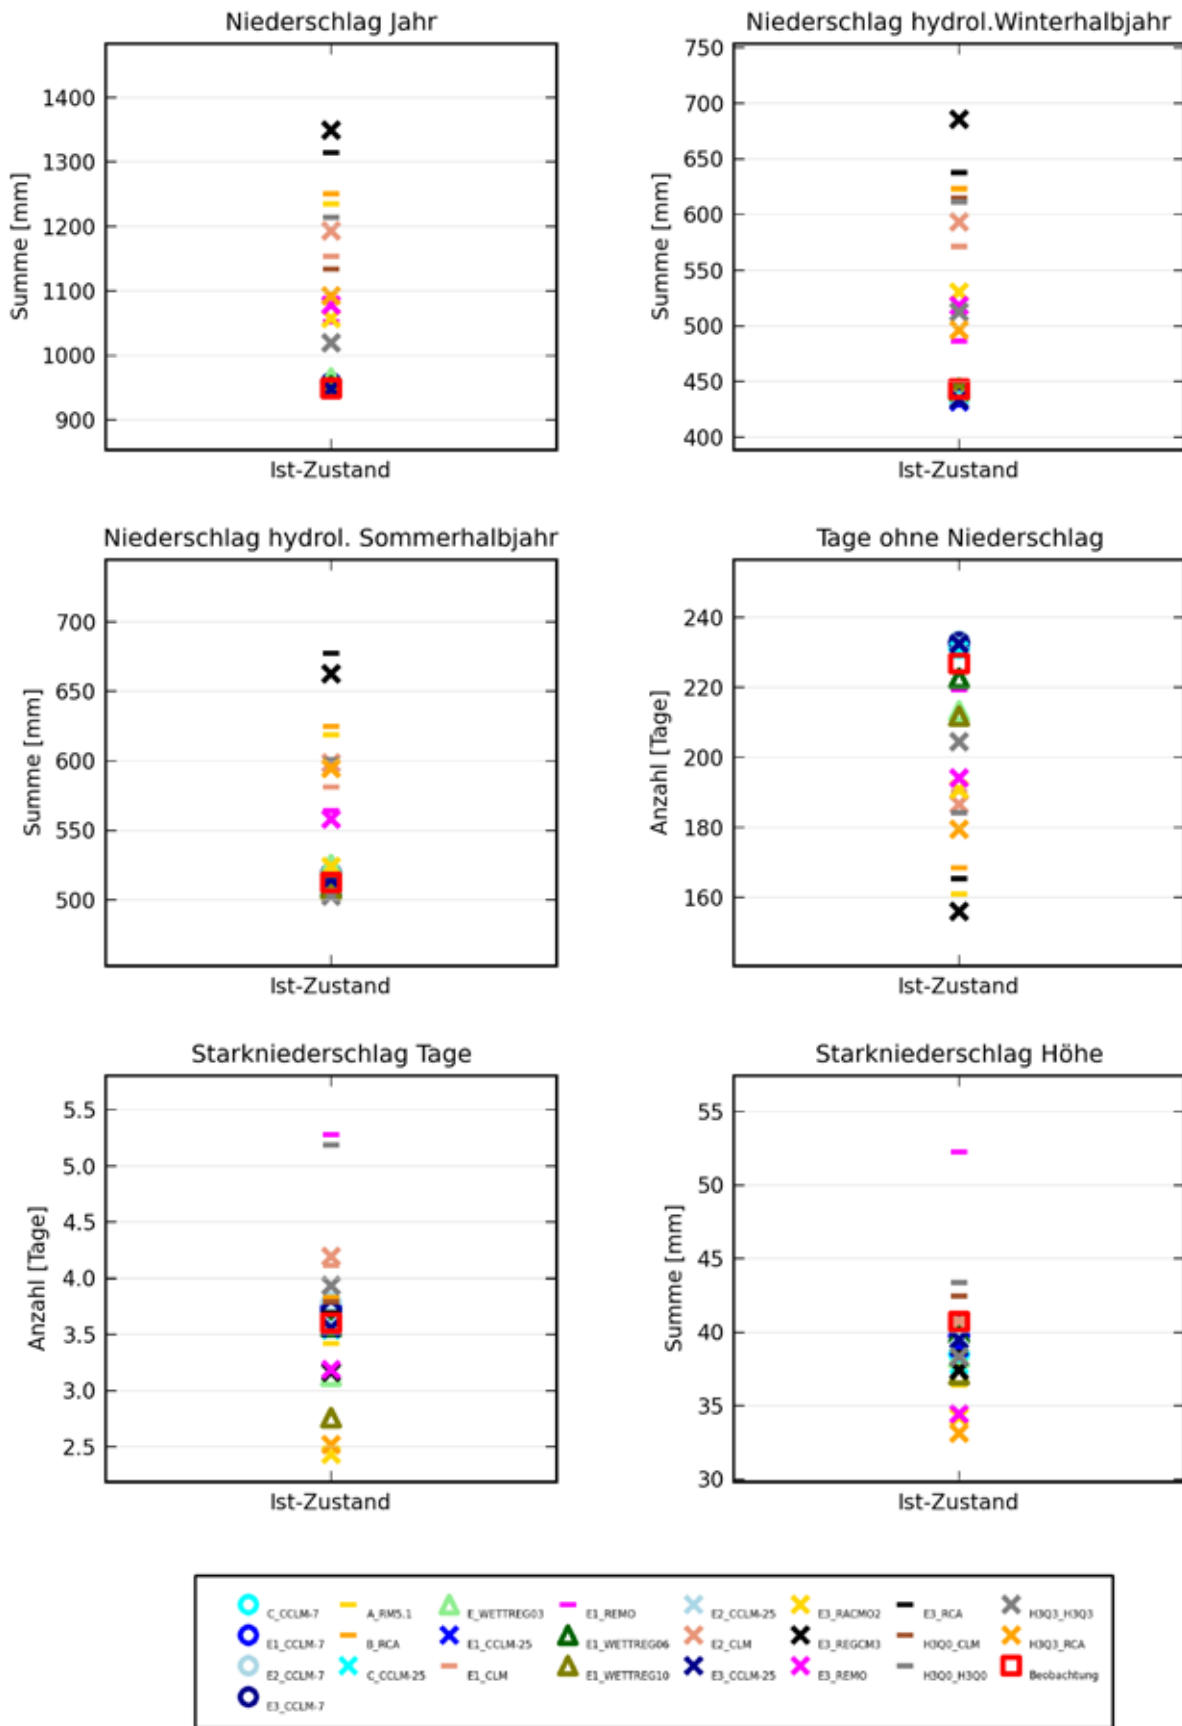 Niederschlag Jahr
Niederschlag hydrol.Winterhalbjahr
Summe [mm]
1400
1300
1200
1100
1000
900
Ist-Zustand
Summe [mm]
750
700
650
600
550
500
450
400
Ist-Zustand
Niederschlag hydrol. Sommerhalbjahr
Tage ohne Niederschlag
Summe [mm]
700
650
600
550
500
Ist-Zustand
Anzahl [Tage]
240
220
200
180
160
Ist-Zustand
Starkniederschlag Tage
Starkniederschlag Höhe
Anzahl [Tage]
5.5
5.0
4.5
4.0
3.5
3.0
2.5
Ist-Zustand
Summe [mm]
55
50
45
40
35
30
Ist-Zustand
C_CCLM-7 A_RM5.1 E_WETTREG03 E1_REMO E2_CCLM-25 E3_RACMO2 E3_RCA H3Q3_H3Q3
E1_CCLM-7 B_RCA E1_CCLM-25 E1_WETTREG06 E2_CLM E3_REGCM3 H3Q0_CLM H3Q3_RCA
E2_CCLM-7 C_CCLM-25 E1_CLM E1_WETTREG10 E3_CCLM-25 E3_REMO H3Q0_H3Q0 Beobachtung
E3_CCLM-7